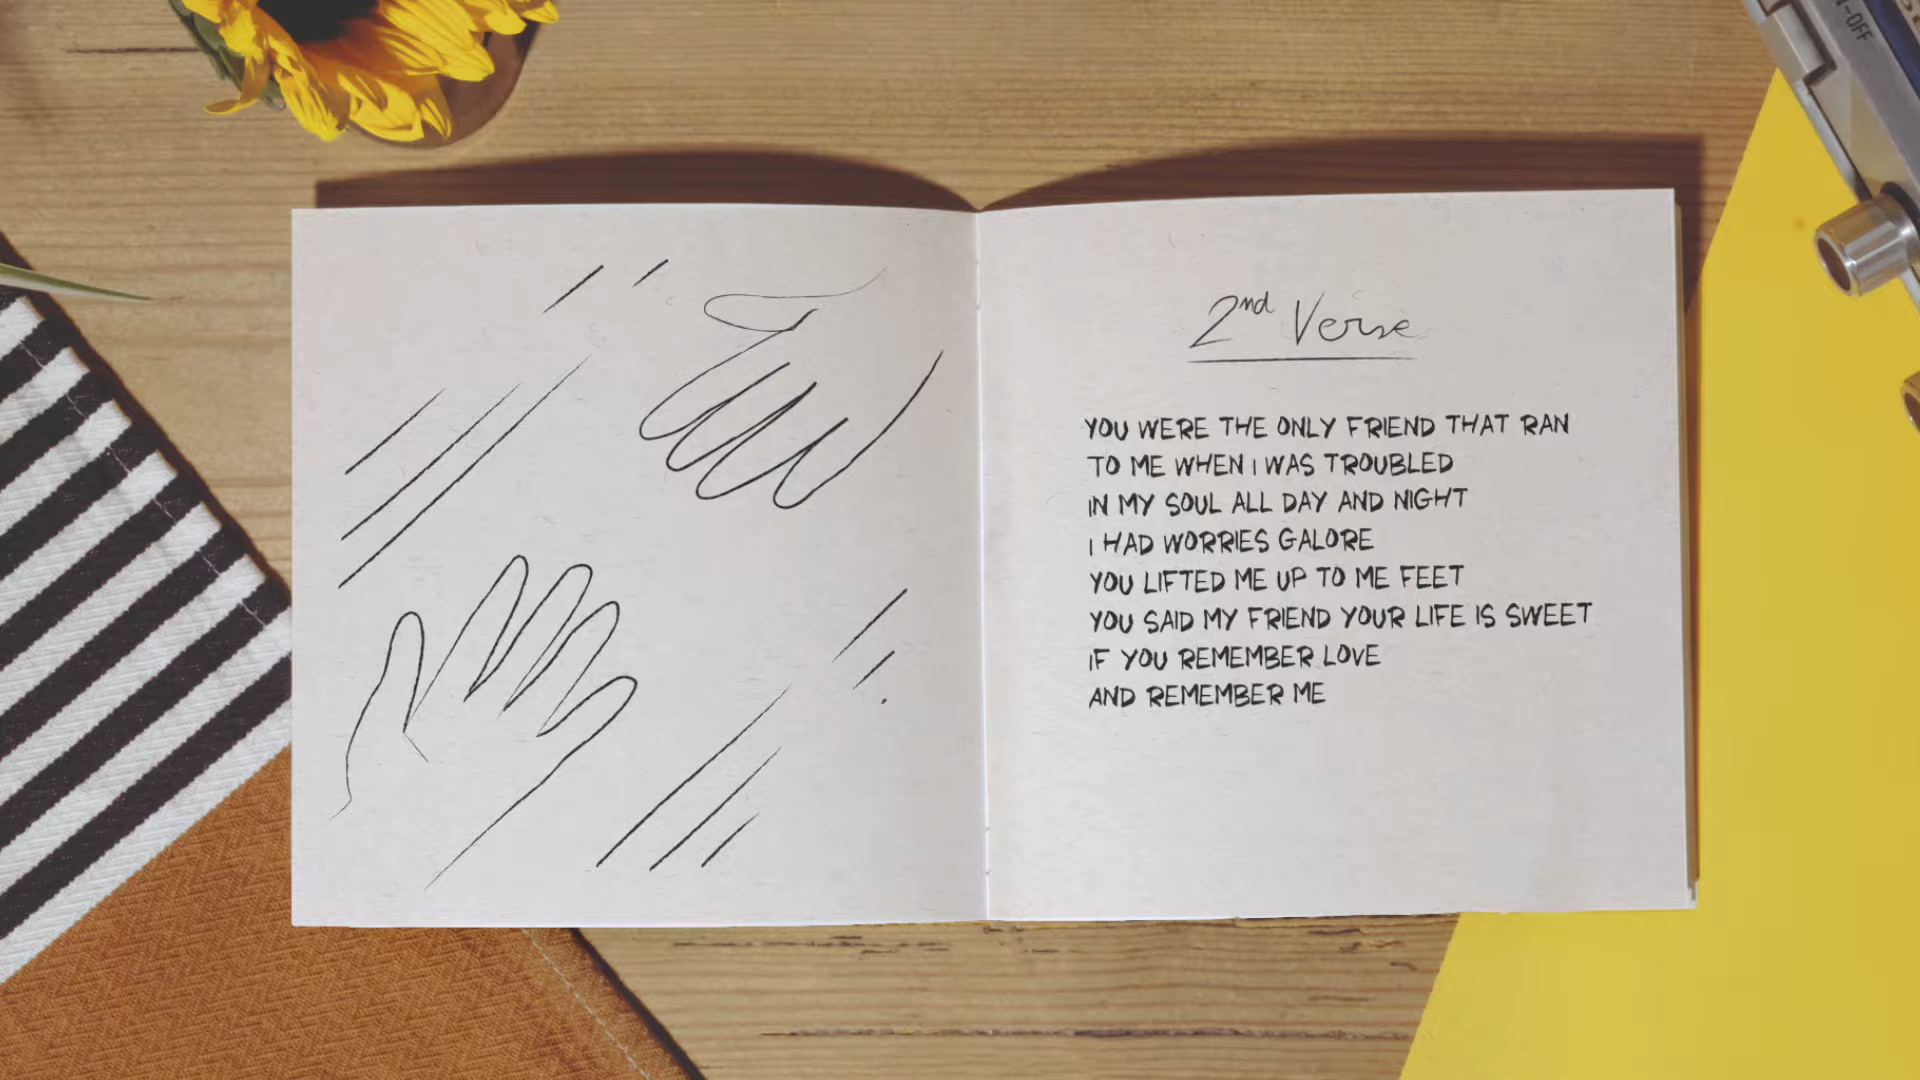 -OFF
2nd Verse
YOU WERE THE ONLY FRIEND THAT RAN
TO ME WHEN I WAS TROUBLED
IN MY SOUL ALL DAY AND NIGHT
I HAD WORRIES GALORE
YOU LIFTED ME UP TO ME FEET
YOU SAID MY FRIEND YOUR LIFE IS SWEET
IF YOU REMEMBER LOVE
AND REMEMBER ME